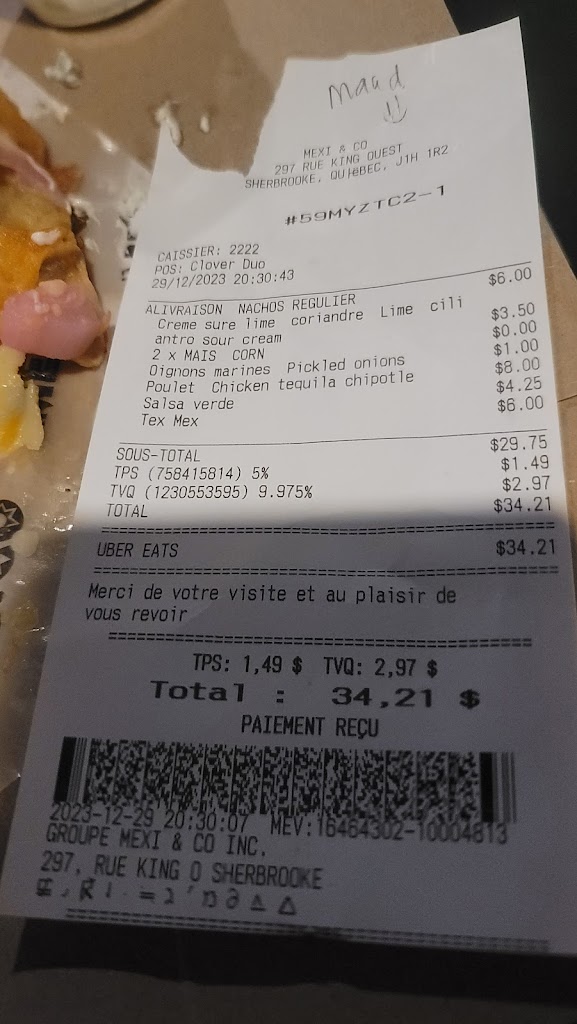 Maud
MEXI & CO
297 RUE KING OUEST
SHERBROOKE, QUéBEC, J1H 1R2
#59MYZTC2-1
CAISSIER: 2222
POS: Clover Duo
29/12/2023 20:30:43
ALIVRAISON NACHOS REGULIER $6.00
Creme sure lime coriandre Lime cili $3.50
antro sour cream
2 x MAIS CORN $0.00
Oignons marines Pickled onions $1.00
Poulet Chicken tequila chipotle $8.00
Salsa verde $4.25
Tex Mex $6.00
SOUS-TOTAL $29.75
TPS (758415814) 5% $1.49
TVQ (1230553595) 9.975% $2.97
TOTAL $34.21
UBER EATS $34.21
Merci de votre visite et au plaisir de
vous revoir
TPS: 1,49 $ TVQ: 2,97 $
Total : 34,21 $
PAIEMENT REÇU
2023-12-29 20:30:07 MEV:16464302-10004813
GROUPE MEXI & CO INC.
297, RUE KING O SHERBROOKE